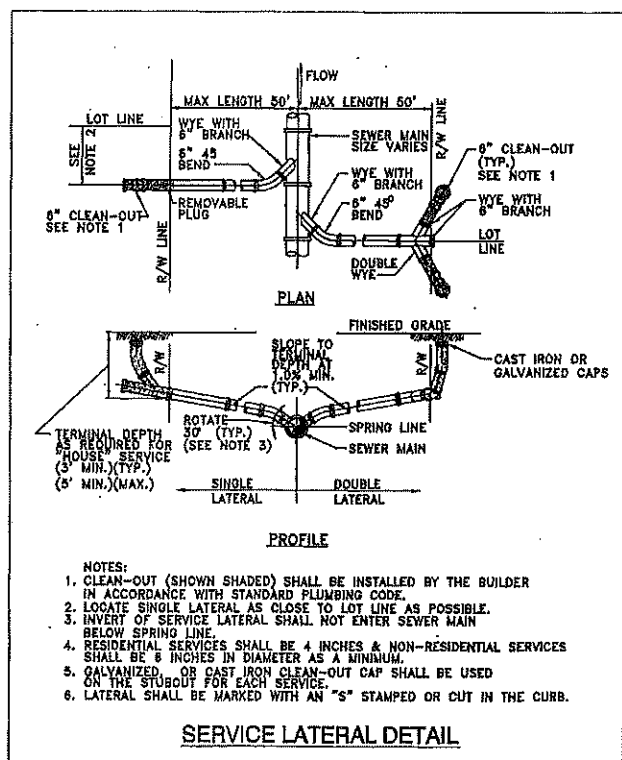 FLOW
MAX LENGTH 50' MAX LENGTH 50'
LOT LINE
SEE
NOTE 2
WYE WITH
6" BRANCH
6" 45
BEND
SEWER MAIN
SIZE VARIES
R/W LINE
6" CLEAN-OUT
(TYP.)
SEE NOTE 1
WYE WITH
6" BRANCH
6" 45°
BEND
WYE WITH
6" BRANCH
REMOVABLE
PLUG
6" CLEAN-OUT
SEE NOTE 1
R/W LINE
LOT
LINE
DOUBLE
WYE
PLAN
FINISHED GRADE
R/W
SLOPE TO
TERMINAL
DEPTH AT
1.0% MIN.
(TYP.)
R/W
CAST IRON OR
GALVANIZED CAPS
ROTATE
30° (TYP.)
(SEE NOTE 3)
SPRING LINE
SEWER MAIN
TERMINAL DEPTH
AS REQUIRED FOR
"HOUSE" SERVICE
(3' MIN.)(TYP.)
(5' MIN.)(MAX.)
SINGLE
LATERAL
DOUBLE
LATERAL
PROFILE
NOTES:
1. CLEAN-OUT (SHOWN SHADED) SHALL BE INSTALLED BY THE BUILDER
IN ACCORDANCE WITH STANDARD PLUMBING CODE.
2. LOCATE SINGLE LATERAL AS CLOSE TO LOT LINE AS POSSIBLE.
3. INVERT OF SERVICE LATERAL SHALL NOT ENTER SEWER MAIN
BELOW SPRING LINE.
4. RESIDENTIAL SERVICES SHALL BE 4 INCHES & NON-RESIDENTIAL SERVICES
SHALL BE 6 INCHES IN DIAMETER AS A MINIMUM.
5. GALVANIZED, OR CAST IRON CLEAN-OUT CAP SHALL BE USED
ON THE STUBOUT FOR EACH SERVICE.
6. LATERAL SHALL BE MARKED WITH AN "S" STAMPED OR CUT IN THE CURB.
SERVICE LATERAL DETAIL